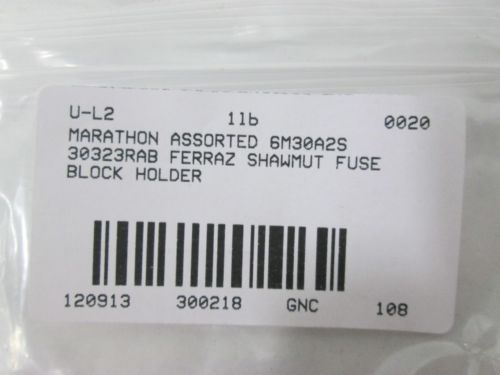 U-L2 1lb 0020
MARATHON ASSORTED 6M30A2S
30323RAB FERRAZ SHAWMUT FUSE
BLOCK HOLDER
120913 300218 GNC 108